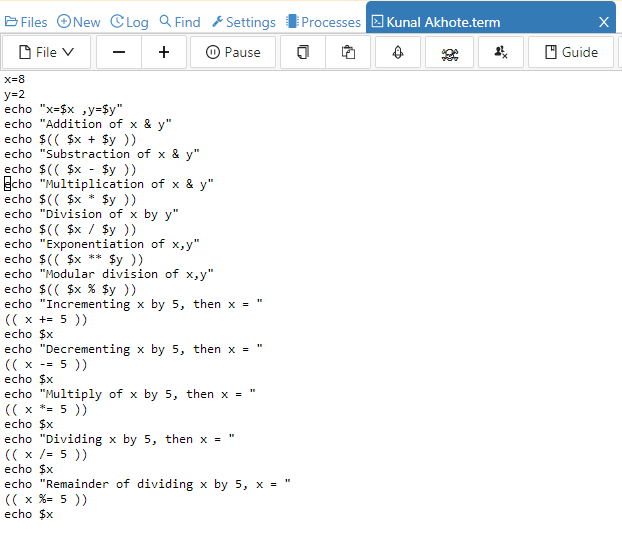 Files New Log Find Settings Processes Kunal Akhote.term X
File Pause Guide
x=8
y=2
echo "x=$x ,y=$y"
echo "Addition of x & y"
echo $(( $x + $y ))
echo "Substraction of x & y"
echo $(( $x - $y ))
echo "Multiplication of x & y"
echo $(( $x * $y ))
echo "Division of x by y"
echo $(( $x / $y ))
echo "Exponentiation of x,y"
echo $(( $x ** $y ))
echo "Modular division of x,y"
echo $(( $x % $y ))
echo "Incrementing x by 5, then x = "
(( x += 5 ))
echo $x
echo "Decrementing x by 5, then x = "
(( x -= 5 ))
echo $x
echo "Multiply of x by 5, then x = "
(( x *= 5 ))
echo $x
echo "Dividing x by 5, then x = "
(( x /= 5 ))
echo $x
echo "Remainder of dividing x by 5, x = "
(( x %= 5 ))
echo $x